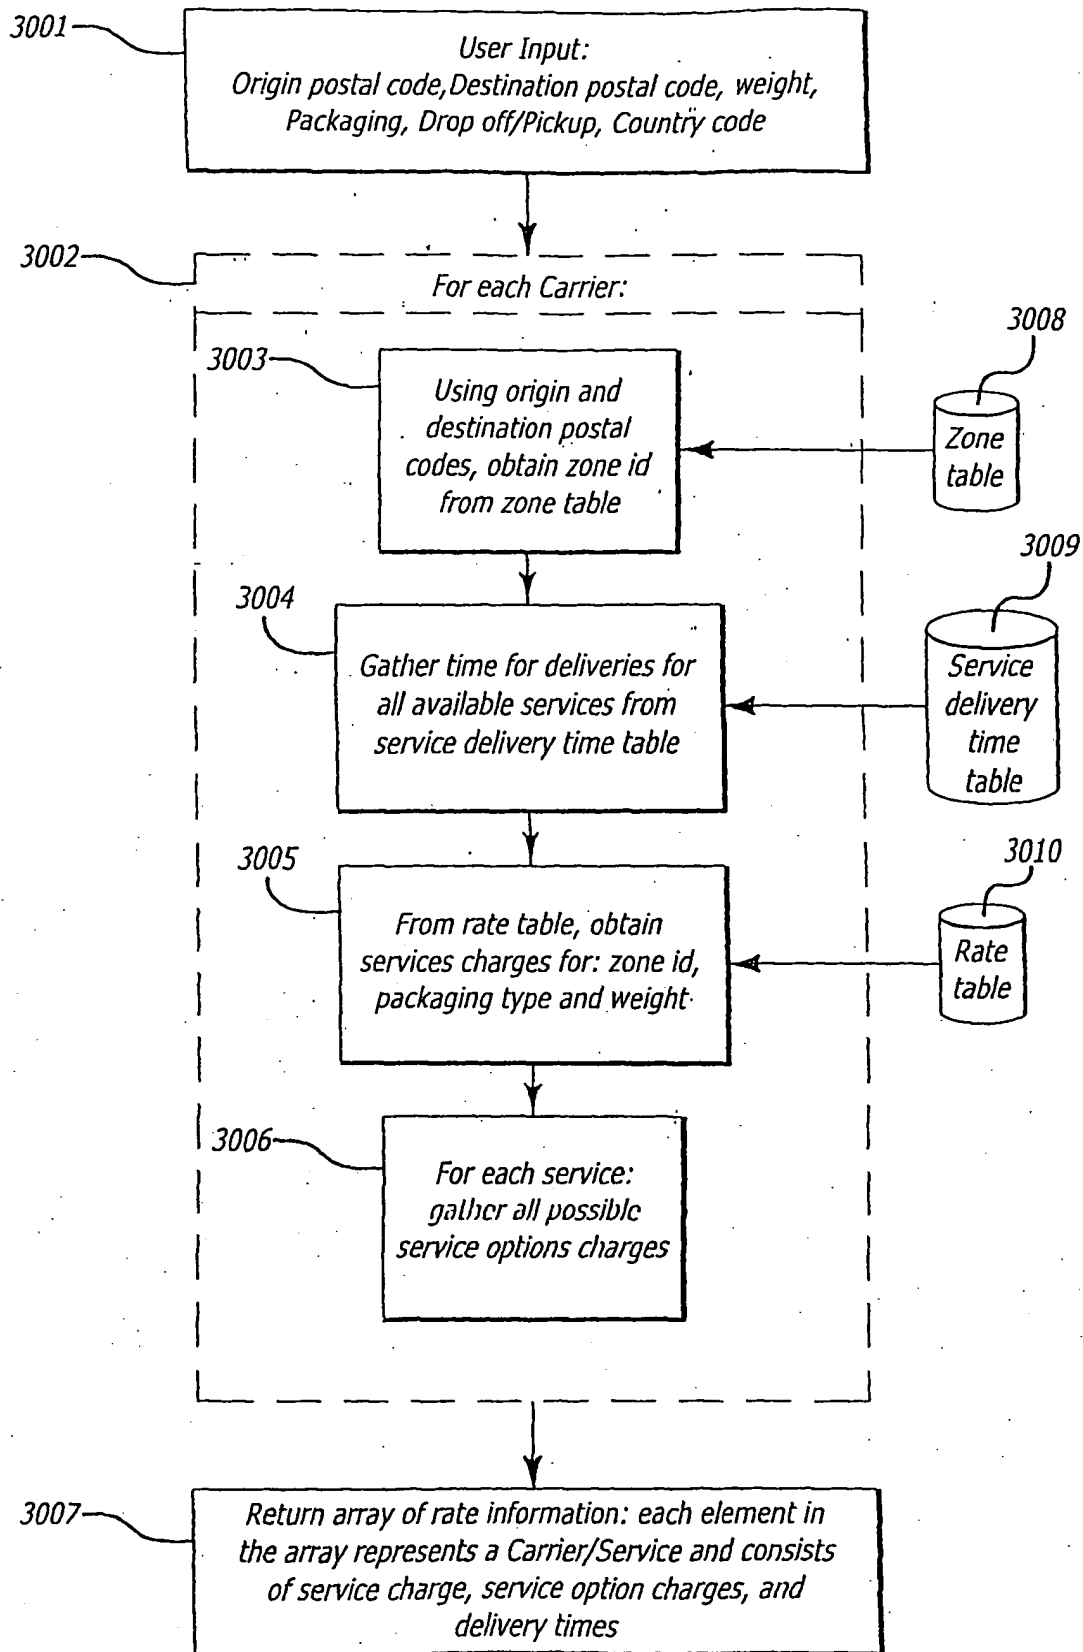 3001
User Input:
Origin postal code,Destination postal code, weight,
Packaging, Drop off/Pickup, Country code
3002
For each Carrier:
3003
Using origin and
destination postal
codes, obtain zone id
from zone table
3008
Zone
table
3004
Gather time for deliveries for
all available services from
service delivery time table
3009
Service
delivery
time
table
3005
From rate table, obtain
services charges for: zone id,
packaging type and weight
3010
Rate
table
3006
For each service:
gather all possible
service options charges
3007
Return array of rate information: each element in
the array represents a Carrier/Service and consists
of service charge, service option charges, and
delivery times